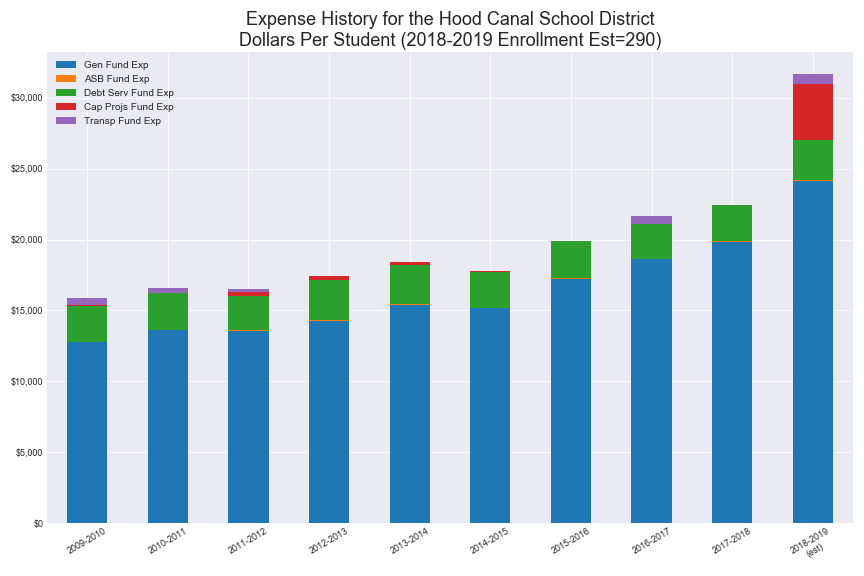 Expense History for the Hood Canal School District
Dollars Per Student (2018-2019 Enrollment Est=290)
Gen Fund Exp
ASB Fund Exp
Debt Serv Fund Exp
Cap Projs Fund Exp
Transp Fund Exp
$30,000
$25,000
$20,000
$15,000
$10,000
$5,000
$0
2009-2010
2010-2011
2011-2012
2012-2013
2013-2014
2014-2015
2015-2016
2016-2017
2017-2018
2018-2019
(est)